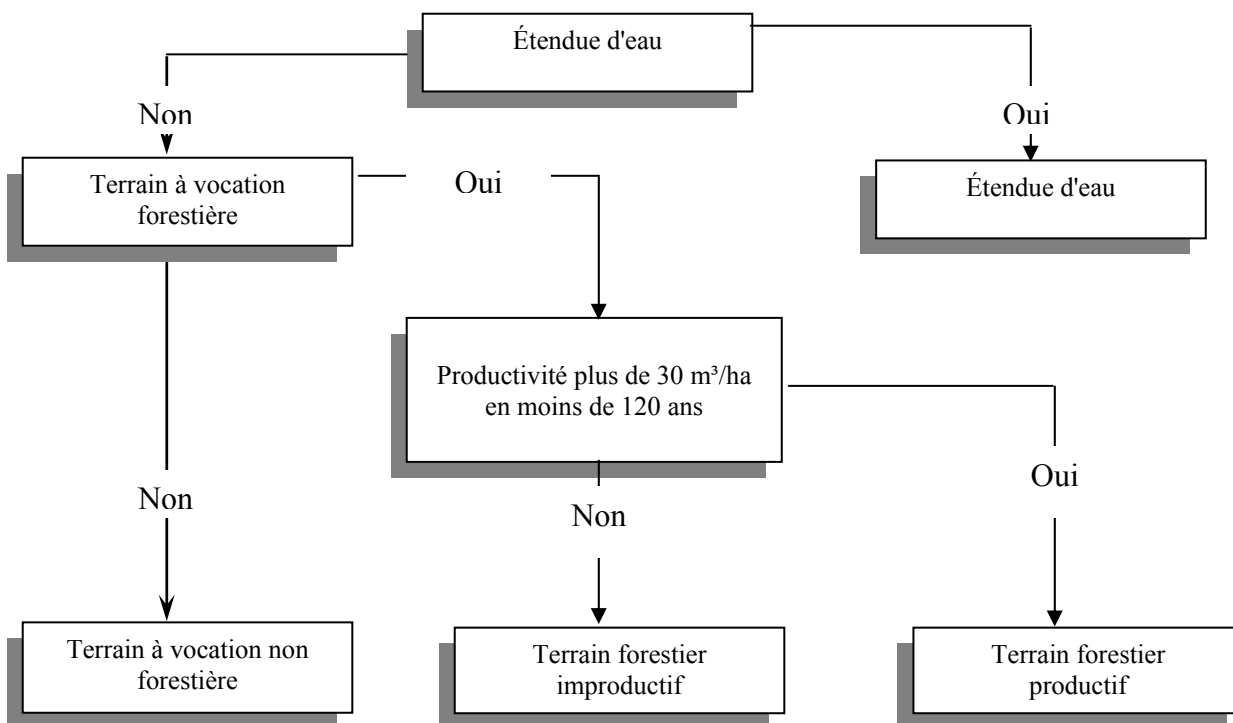 Étendue d'eau
Non
Oui
Terrain à vocation
forestière
Oui
Étendue d'eau
Productivité plus de 30 m³/ha
en moins de 120 ans
Non
Non
Oui
Terrain à vocation non
forestière
Terrain forestier
improductif
Terrain forestier
productif